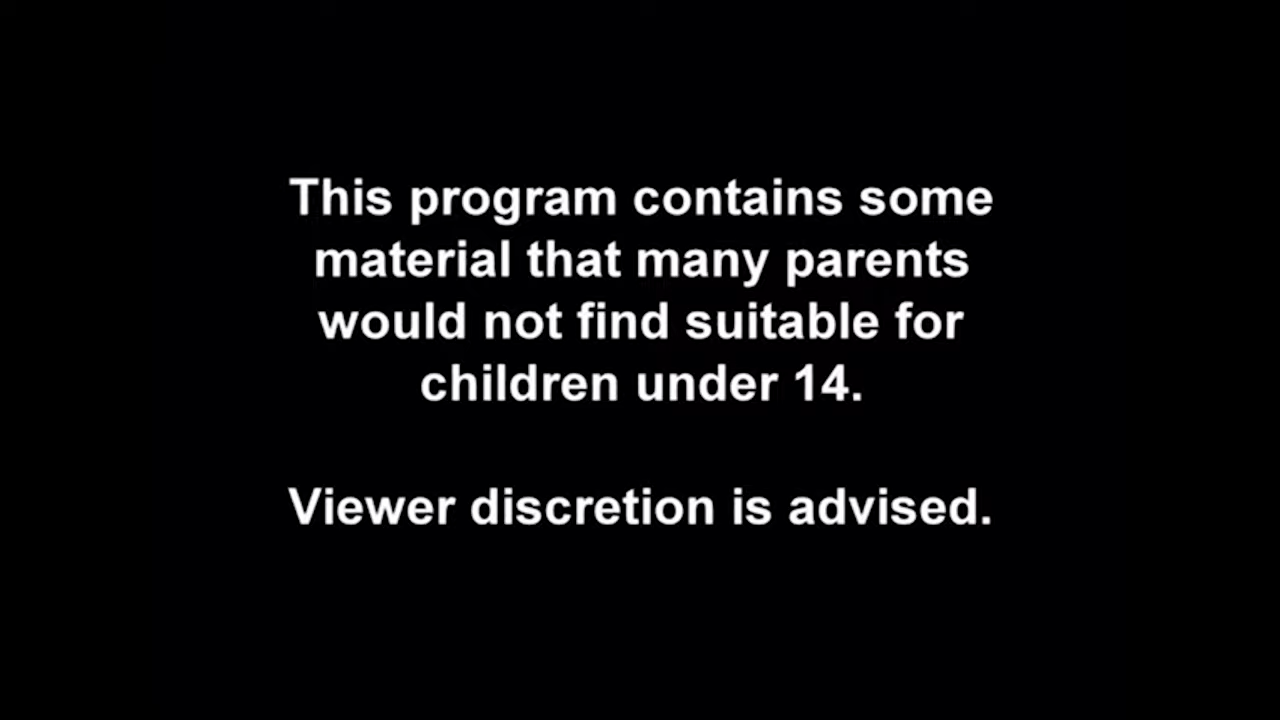 This program contains some
material that many parents
would not find suitable for
children under 14.
Viewer discretion is advised.